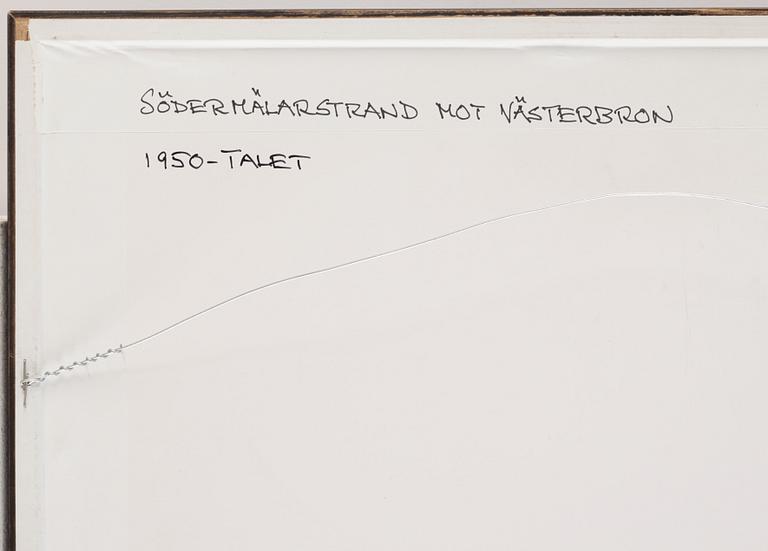 SÖDERMÄLARSTRAND MOT VÄSTERBRON
1950-TALET